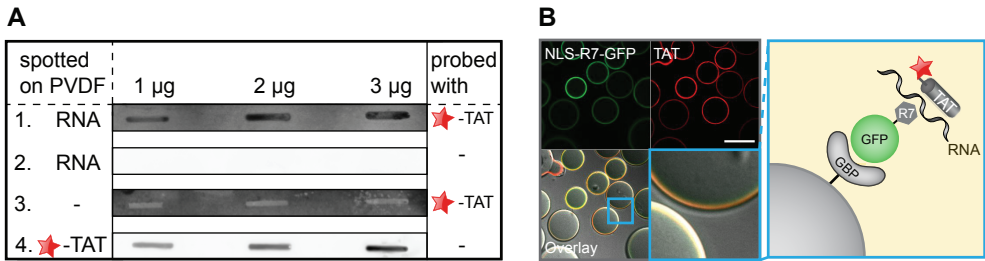 A
spotted on PVDF 1 µg 2 µg 3 µg probed with
1. RNA -TAT
2. RNA -
3. - -TAT
4. -TAT -
B
NLS-R7-GFP TAT
Overlay
TAT
R7
GFP
RNA
GBP